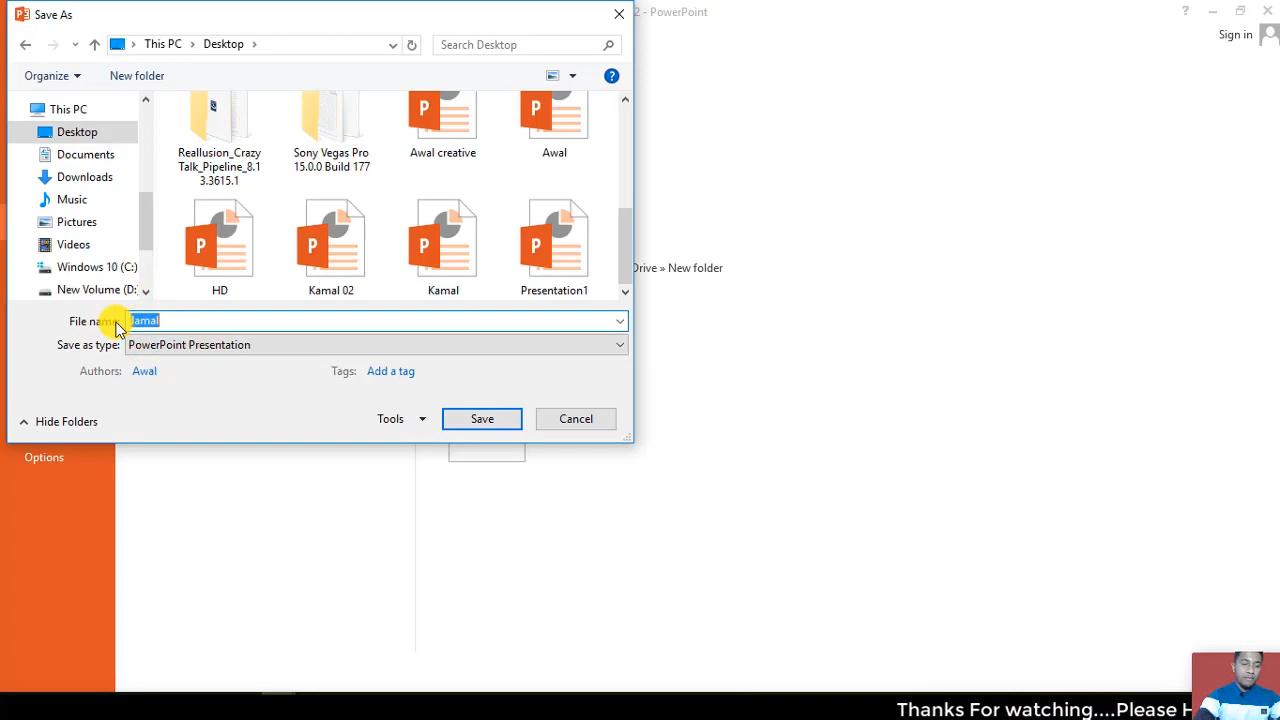 Save As
2 - PowerPoint
Sign in
This PC
Desktop
Search Desktop
Organize
New folder
This PC
Desktop
Documents
Downloads
Music
Pictures
Videos
Windows 10 (C:)
New Volume (D:
Reallusion_Crazy
Talk_Pipeline_8.1
3.3615.1
Sony Vegas Pro
15.0.0 Build 177
Awal creative
Awal
HD
Kamal 02
Kamal
Presentation1
Drive » New folder
File name:
Jamal
Save as type:
PowerPoint Presentation
Authors:
Awal
Tags:
Add a tag
Hide Folders
Tools
Save
Cancel
Options
Thanks For watching....Please H